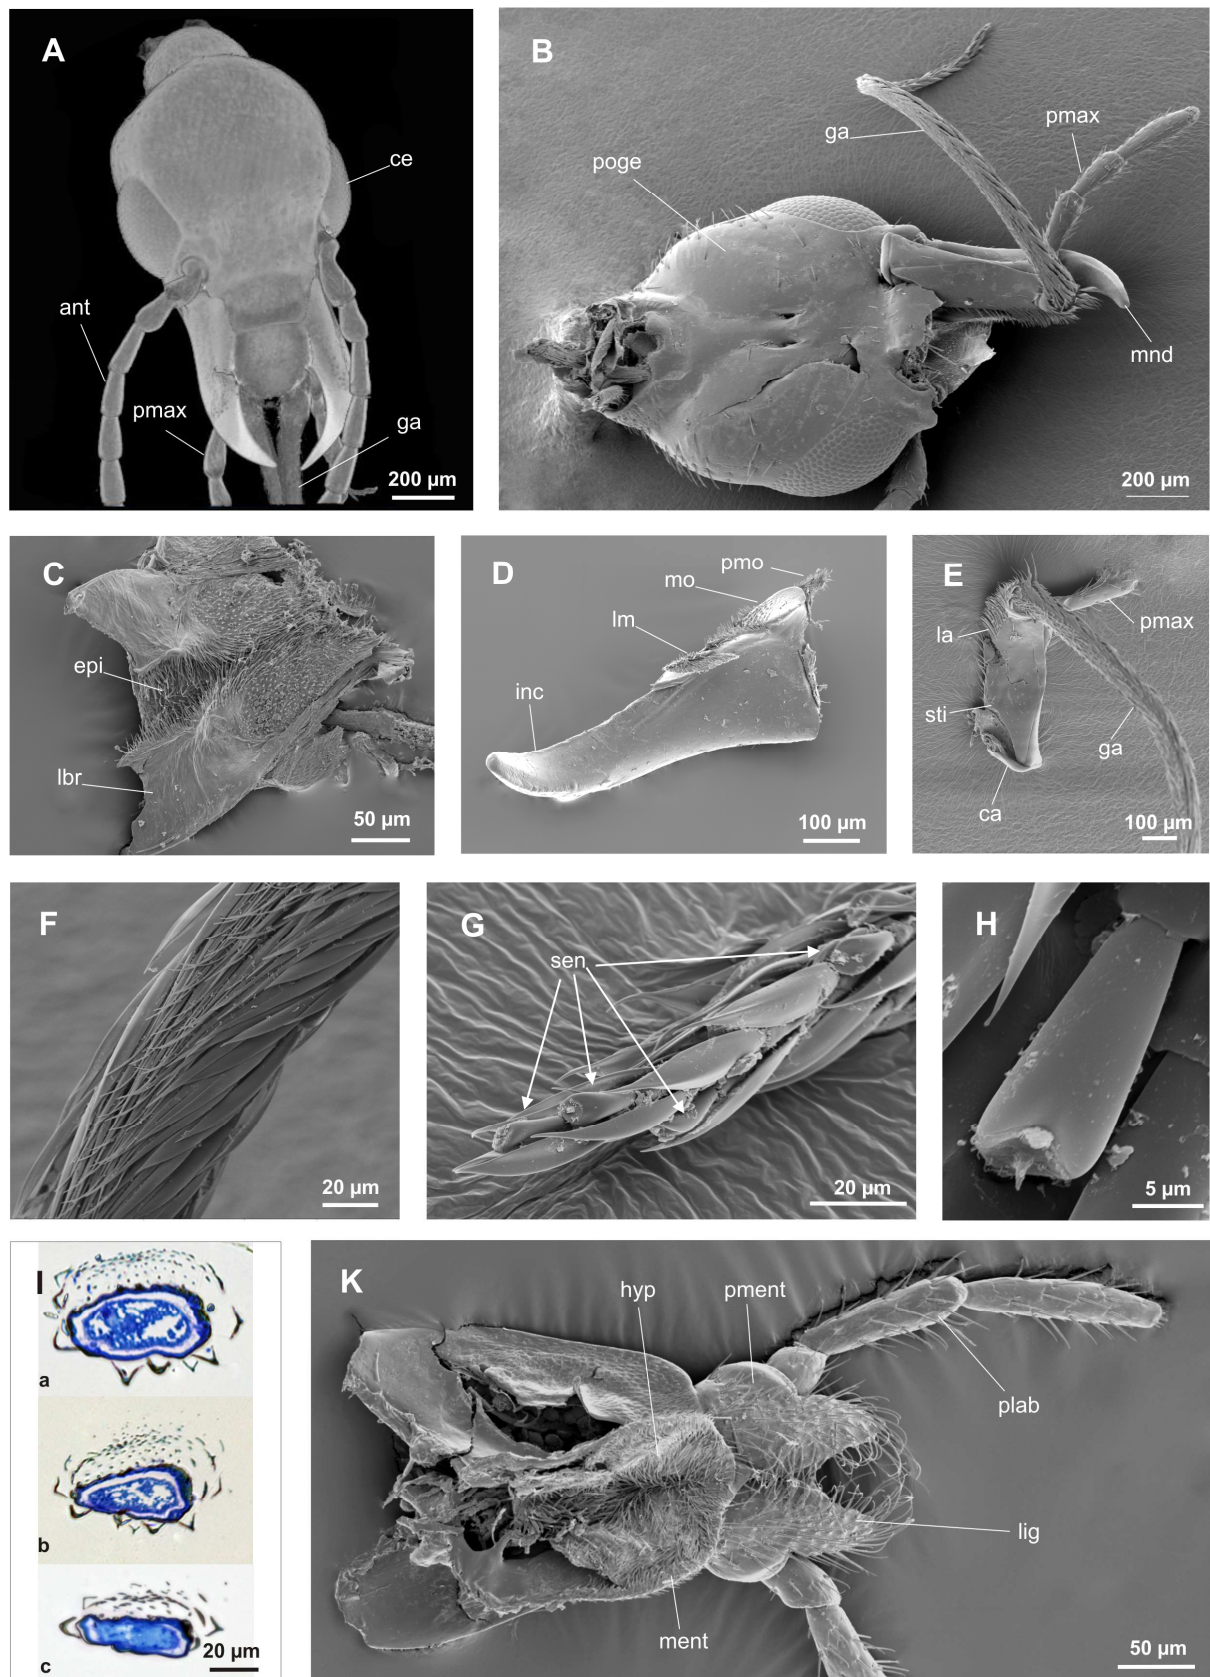 A
ce
ant
pmax
ga
200 µm
B
ga
pmax
poge
mnd
200 µm
C
epi
lbr
50 µm
D
pmo
mo
lm
inc
100 µm
E
la
pmax
sti
ga
ca
100 µm
F
20 µm
G
sen
20 µm
H
5 µm
I
a
b
c
20 µm
K
hyp
pment
plab
lig
ment
50 µm